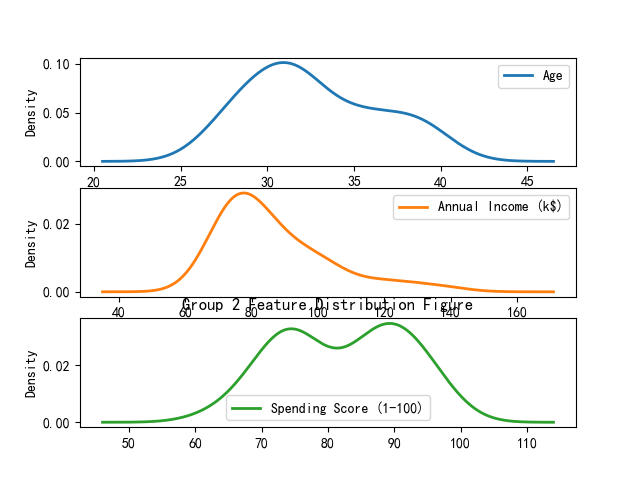 0.10
0.05
0.00
Density
Age
20 25 30 35 40 45
0.02
0.00
Density
Annual Income (k$)
40 60 80 100 120 140 160
Group 2 Feature Distribution Figure
0.02
0.00
Density
Spending Score (1-100)
50 60 70 80 90 100 110